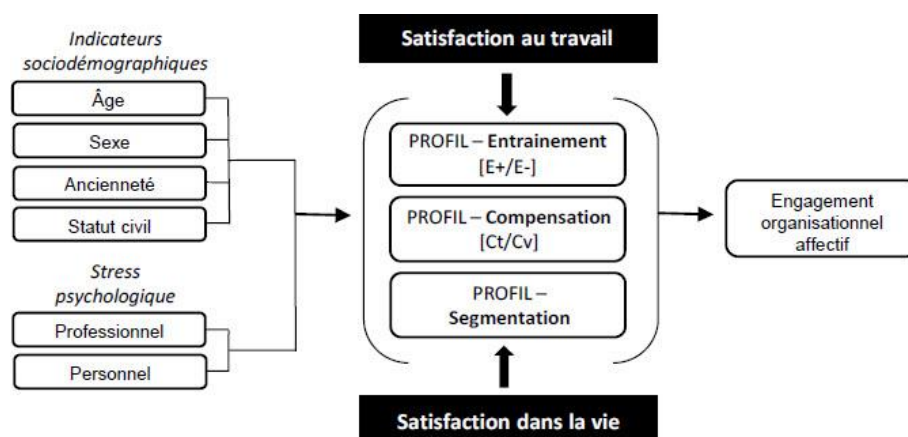 Indicateurs
sociodémographiques
Âge
Sexe
Ancienneté
Statut civil
Stress
psychologique
Professionnel
Personnel
Satisfaction au travail
PROFIL – Entrainement
[E+/E-]
PROFIL – Compensation
[Ct/Cv]
PROFIL –
Segmentation
Satisfaction dans la vie
Engagement
organisationnel
affectif